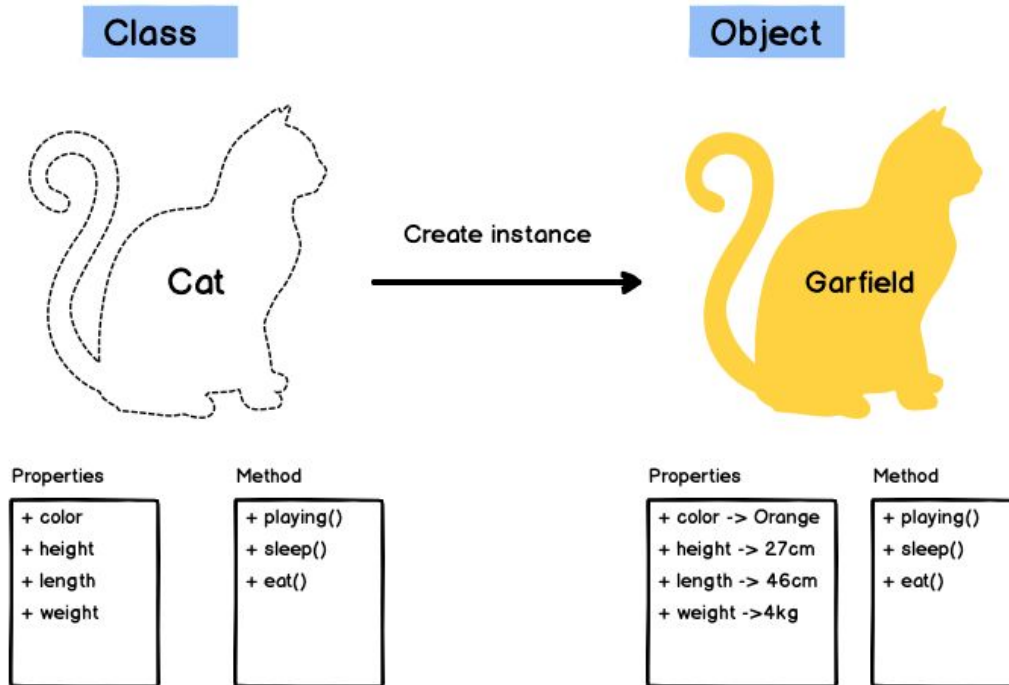 Class
Object
Cat
Create instance
Garfield
Properties
+ color
+ height
+ length
+ weight
Method
+ playing()
+ sleep()
+ eat()
Properties
+ color -> Orange
+ height -> 27cm
+ length -> 46cm
+ weight ->4kg
Method
+ playing()
+ sleep()
+ eat()